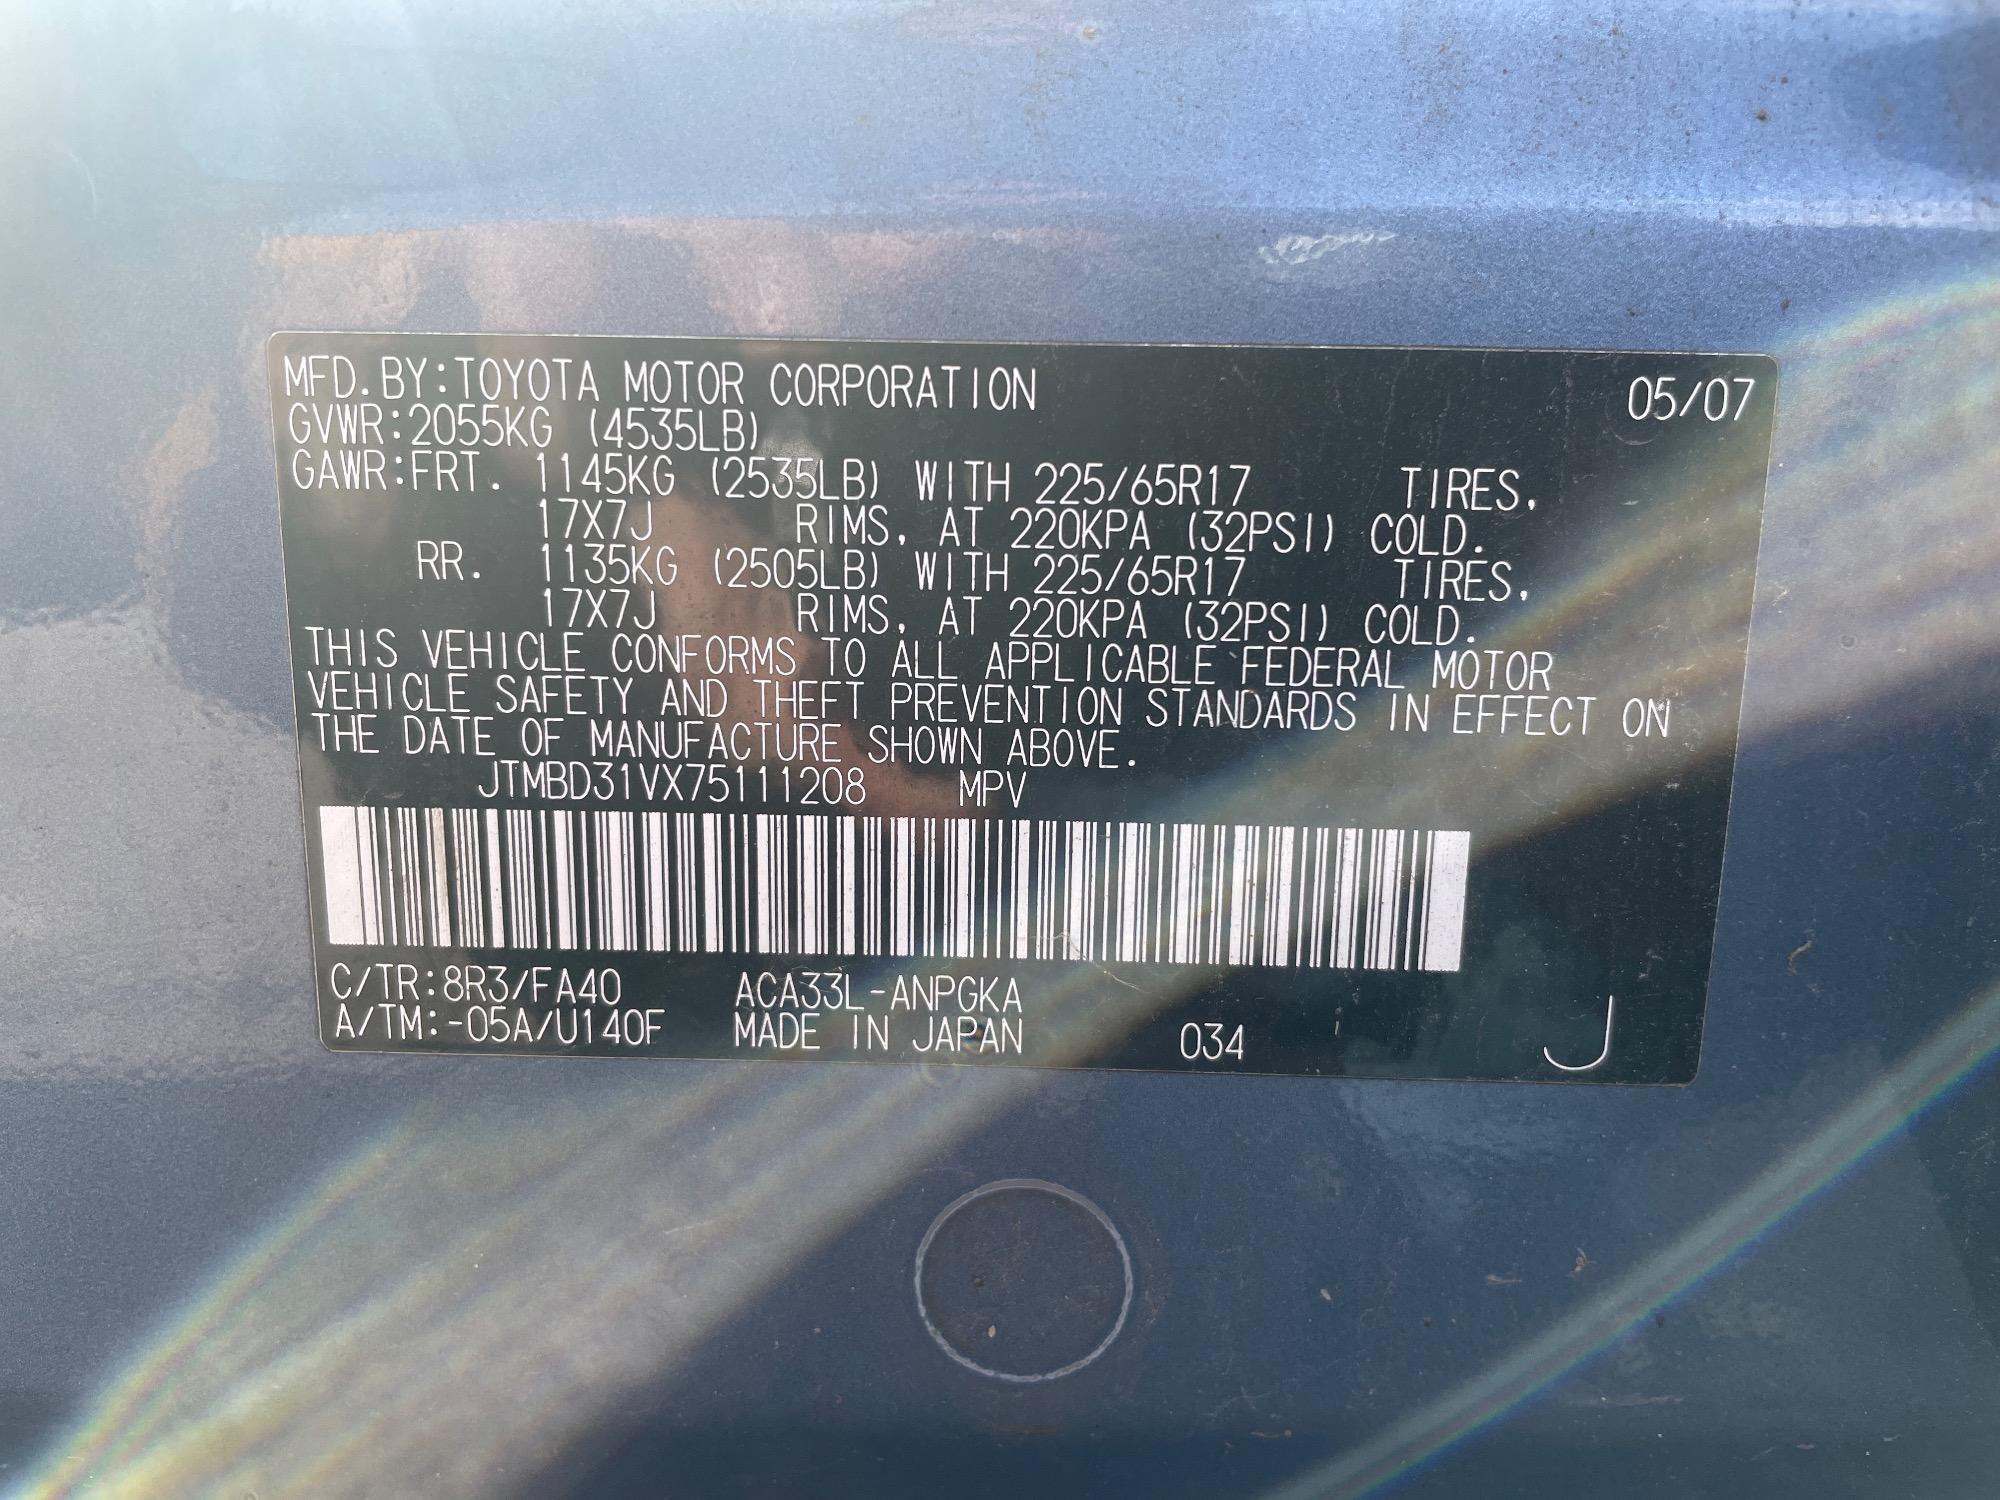 MFD.BY:TOYOTA MOTOR CORPORATION 05/07
GVWR:2055KG (4535LB)
GAWR:FRT. 1145KG (2535LB) WITH 225/65R17 TIRES,
17X7J RIMS, AT 220KPA (32PSI) COLD.
RR. 1135KG (2505LB) WITH 225/65R17 TIRES,
17X7J RIMS, AT 220KPA (32PSI) COLD.
THIS VEHICLE CONFORMS TO ALL APPLICABLE FEDERAL MOTOR
VEHICLE SAFETY AND THEFT PREVENTION STANDARDS IN EFFECT ON
THE DATE OF MANUFACTURE SHOWN ABOVE.
JTMBD31VX75111208 MPV
C/TR:8R3/FA40 ACA33L-ANPGKA
A/TM:-05A/U140F MADE IN JAPAN 034 J